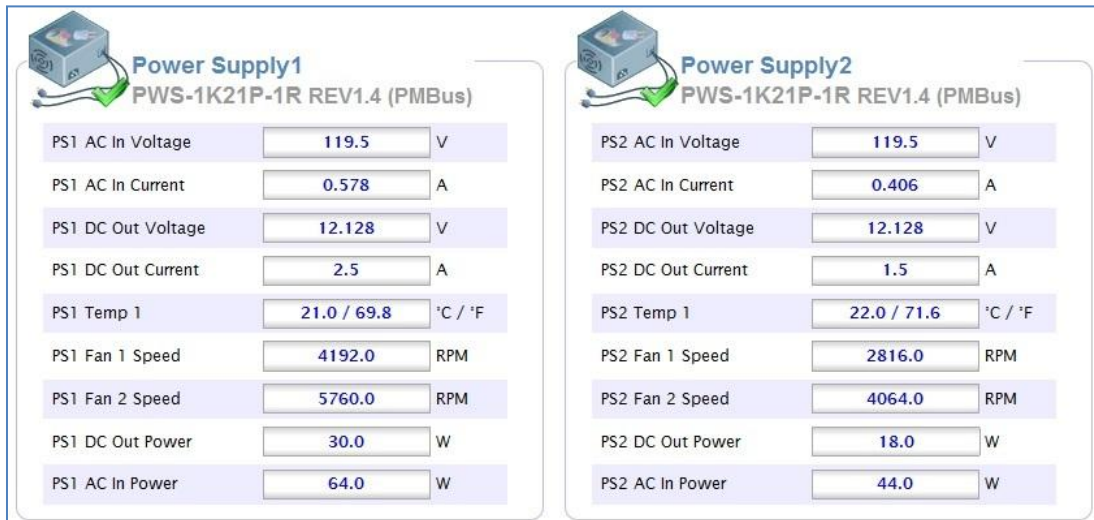 Power Supply1
PWS-1K21P-1R REV1.4 (PMBus)
PS1 AC In Voltage 119.5 V
PS1 AC In Current 0.578 A
PS1 DC Out Voltage 12.128 V
PS1 DC Out Current 2.5 A
PS1 Temp 1 21.0 / 69.8 °C / °F
PS1 Fan 1 Speed 4192.0 RPM
PS1 Fan 2 Speed 5760.0 RPM
PS1 DC Out Power 30.0 W
PS1 AC In Power 64.0 W
Power Supply2
PWS-1K21P-1R REV1.4 (PMBus)
PS2 AC In Voltage 119.5 V
PS2 AC In Current 0.406 A
PS2 DC Out Voltage 12.128 V
PS2 DC Out Current 1.5 A
PS2 Temp 1 22.0 / 71.6 °C / °F
PS2 Fan 1 Speed 2816.0 RPM
PS2 Fan 2 Speed 4064.0 RPM
PS2 DC Out Power 18.0 W
PS2 AC In Power 44.0 W